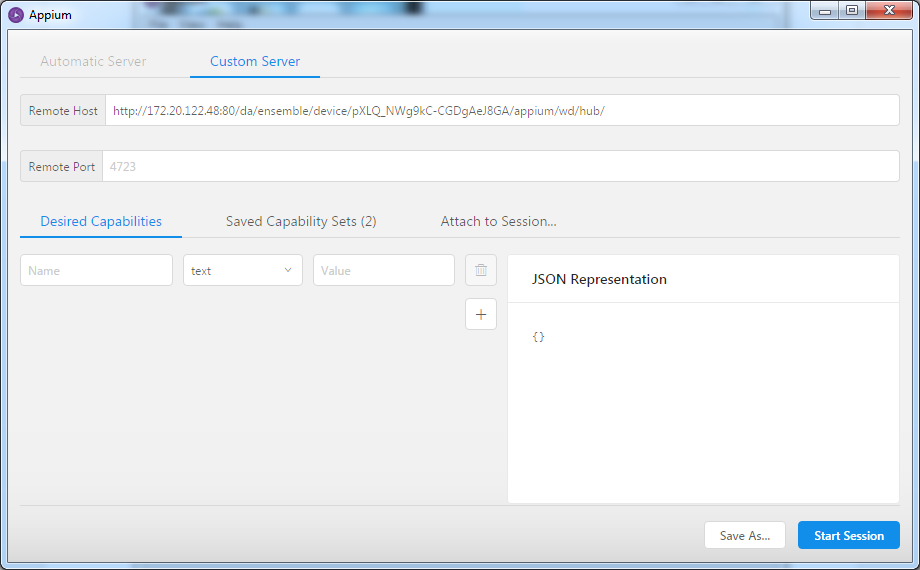 Appium
Automatic Server
Custom Server
Remote Host
http://172.20.122.48:80/da/ensemble/device/pXLQ_NWg9kC-CGDgAeJ8GA/appium/wd/hub/
Remote Port
4723
Desired Capabilities
Saved Capability Sets (2)
Attach to Session...
Name
text
Value
JSON Representation
{}
Save As...
Start Session